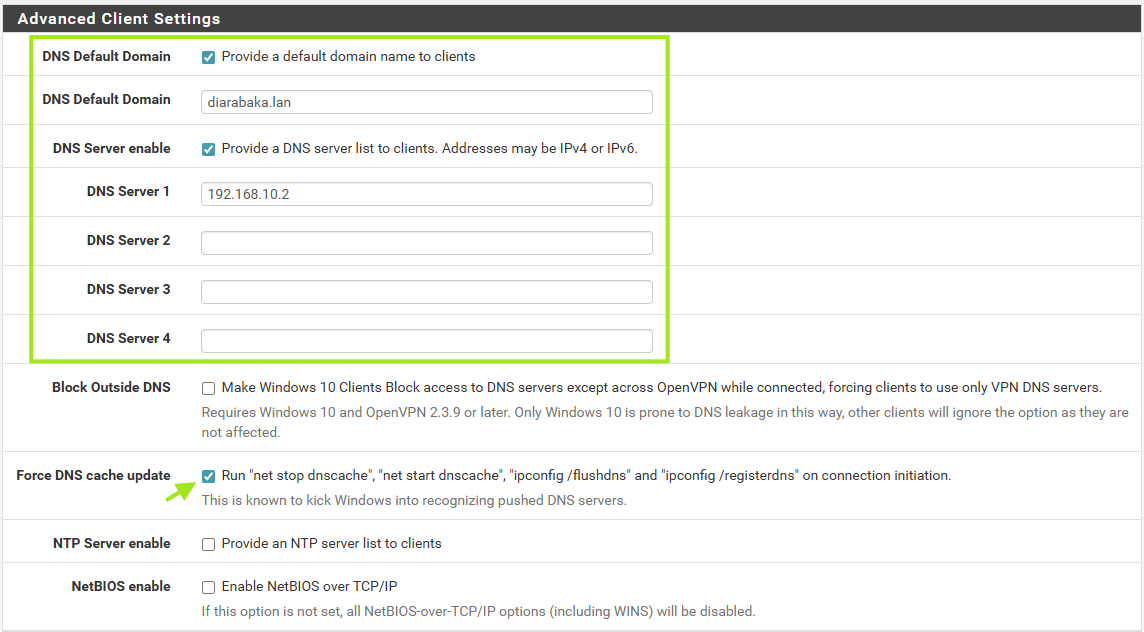 Advanced Client Settings
DNS Default Domain Provide a default domain name to clients
DNS Default Domain diarabaka.lan
DNS Server enable Provide a DNS server list to clients. Addresses may be IPv4 or IPv6.
DNS Server 1 192.168.10.2
DNS Server 2
DNS Server 3
DNS Server 4
Block Outside DNS Make Windows 10 Clients Block access to DNS servers except across OpenVPN while connected, forcing clients to use only VPN DNS servers.
Requires Windows 10 and OpenVPN 2.3.9 or later. Only Windows 10 is prone to DNS leakage in this way, other clients will ignore the option as they are
not affected.
Force DNS cache update Run "net stop dnscache", "net start dnscache", "ipconfig /flushdns" and "ipconfig /registerdns" on connection initiation.
This is known to kick Windows into recognizing pushed DNS servers.
NTP Server enable Provide an NTP server list to clients
NetBIOS enable Enable NetBIOS over TCP/IP
If this option is not set, all NetBIOS-over-TCP/IP options (including WINS) will be disabled.